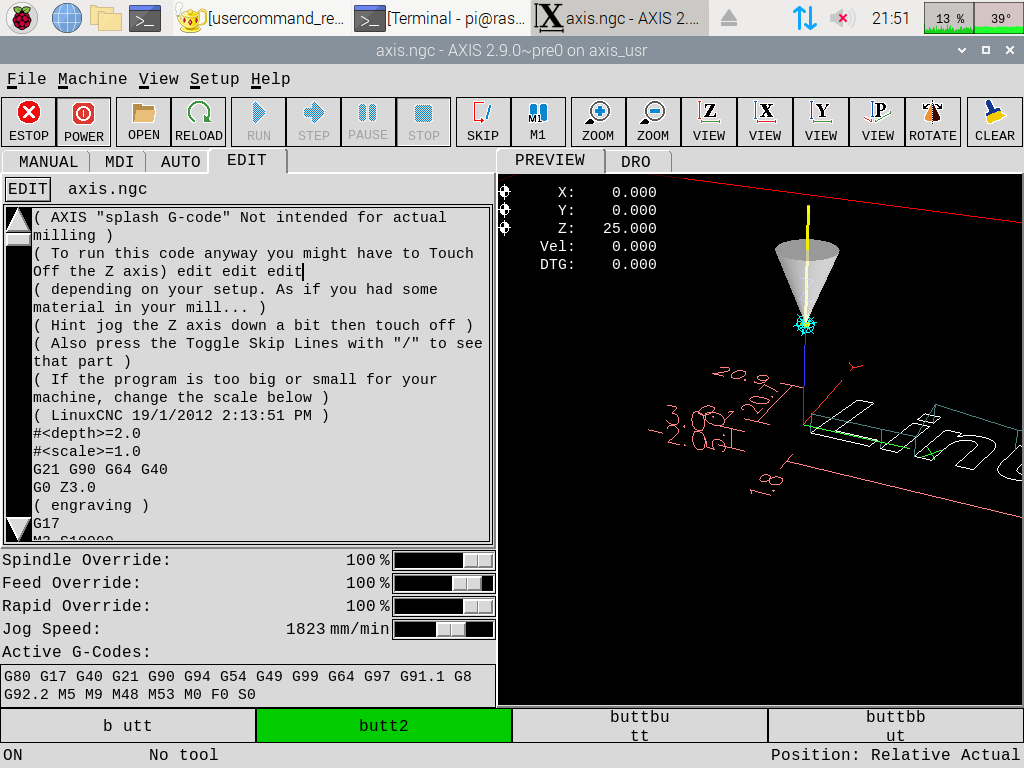 [usercommand_re...
[Terminal - pi@ras...
axis.ngc - AXIS 2....
21:51
13 %
39°
axis.ngc - AXIS 2.9.0~pre0 on axis_usr
File Machine View Setup Help
ESTOP
POWER
OPEN
RELOAD
RUN
STEP
PAUSE
STOP
SKIP
M1
M1
ZOOM
ZOOM
Z
VIEW
X
VIEW
Y
VIEW
P
VIEW
ROTATE
CLEAR
MANUAL MDI AUTO EDIT
PREVIEW DRO
EDIT axis.ngc
( AXIS "splash G-code" Not intended for actual
milling )
( To run this code anyway you might have to Touch
Off the Z axis) edit edit edit
( depending on your setup. As if you had some
material in your mill... )
( Hint jog the Z axis down a bit then touch off )
( Also press the Toggle Skip Lines with "/" to see
that part )
( If the program is too big or small for your
machine, change the scale below )
( LinuxCNC 19/1/2012 2:13:51 PM )
#<depth>=2.0
#<scale>=1.0
G21 G90 G64 G40
G0 Z3.0
( engraving )
G17
M3 S10000
X: 0.000
Y: 0.000
Z: 25.000
Vel: 0.000
DTG: 0.000
Y
X
1.8
Spindle Override: 100 %
Feed Override: 100 %
Rapid Override: 100 %
Jog Speed: 1823 mm/min
Active G-Codes:
G80 G17 G40 G21 G90 G94 G54 G49 G99 G64 G97 G91.1 G8
G92.2 M5 M9 M48 M53 M0 F0 S0
b utt
butt2
buttbu
tt
buttbb
ut
ON No tool Position: Relative Actual